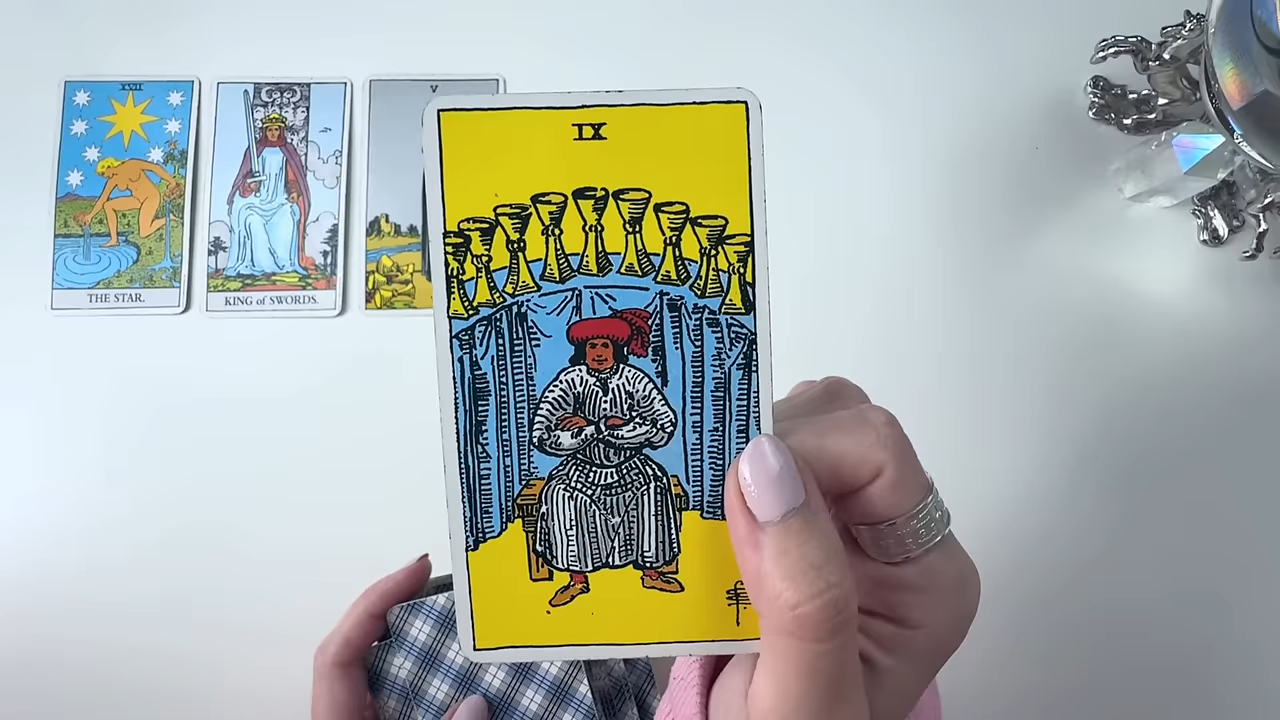 XVII
THE STAR.
KING of SWORDS.
V
IX